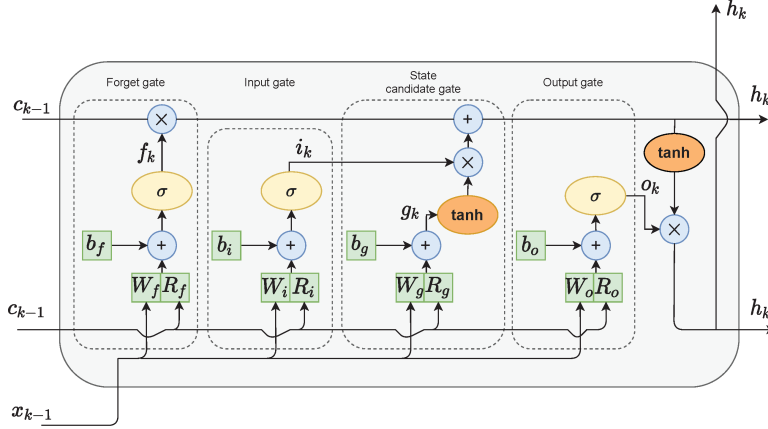 h_k
Forget gate
Input gate
State
candidate gate
Output gate
c_{k-1}
h_k
×
+
f_k
i_k
×
tanh
σ
σ
g_k
tanh
σ
o_k
×
b_f
+
b_i
+
b_g
+
b_o
+
W_f R_f
W_i R_i
W_g R_g
W_o R_o
c_{k-1}
h_k
x_{k-1}